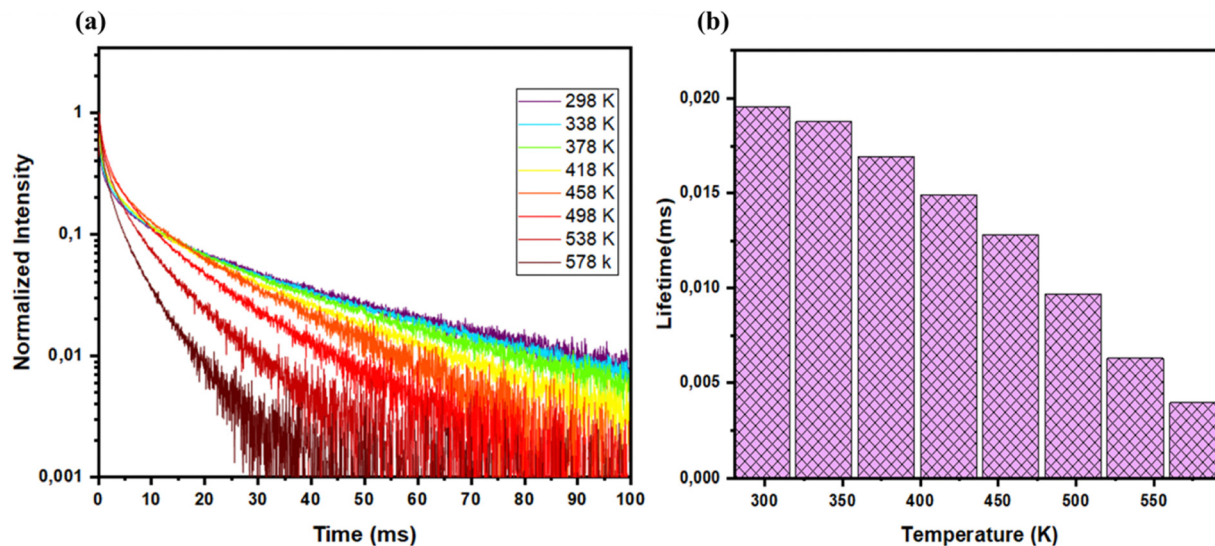 (a)
Normalized Intensity
1
0,1
0,01
0,001
0 10 20 30 40 50 60 70 80 90 100
Time (ms)
298 K
338 K
378 K
418 K
458 K
498 K
538 K
578 k
(b)
Lifetime(ms)
0,020
0,015
0,010
0,005
0,000
300 350 400 450 500 550
Temperature (K)